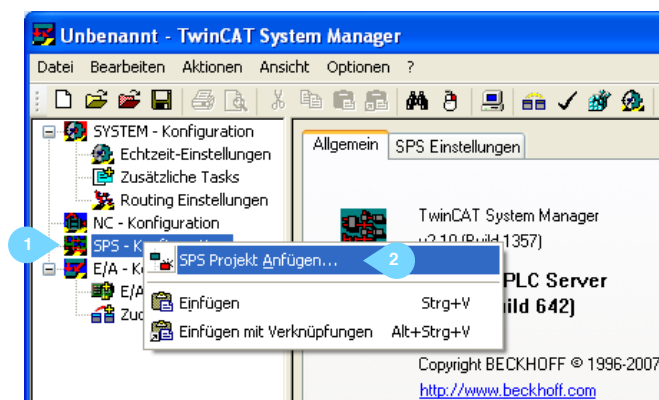 Unbenannt - TwinCAT System Manager
Datei Bearbeiten Aktionen Ansicht Optionen ?
SYSTEM - Konfiguration
Echtzeit-Einstellungen
Zusätzliche Tasks
Routing Einstellungen
NC - Konfiguration
1
SPS -
E/A -
E/A
Allgemein
SPS Einstellungen
TwinCAT System Manager
v2.10 (Build 1357)
PLC Server
642)
Copyright BECKHOFF © 1996-2007
http://www.beckhoff.com
SPS Projekt Anfügen...
2
Einfügen Strg+V
Einfügen mit Verknüpfungen Alt+Strg+V